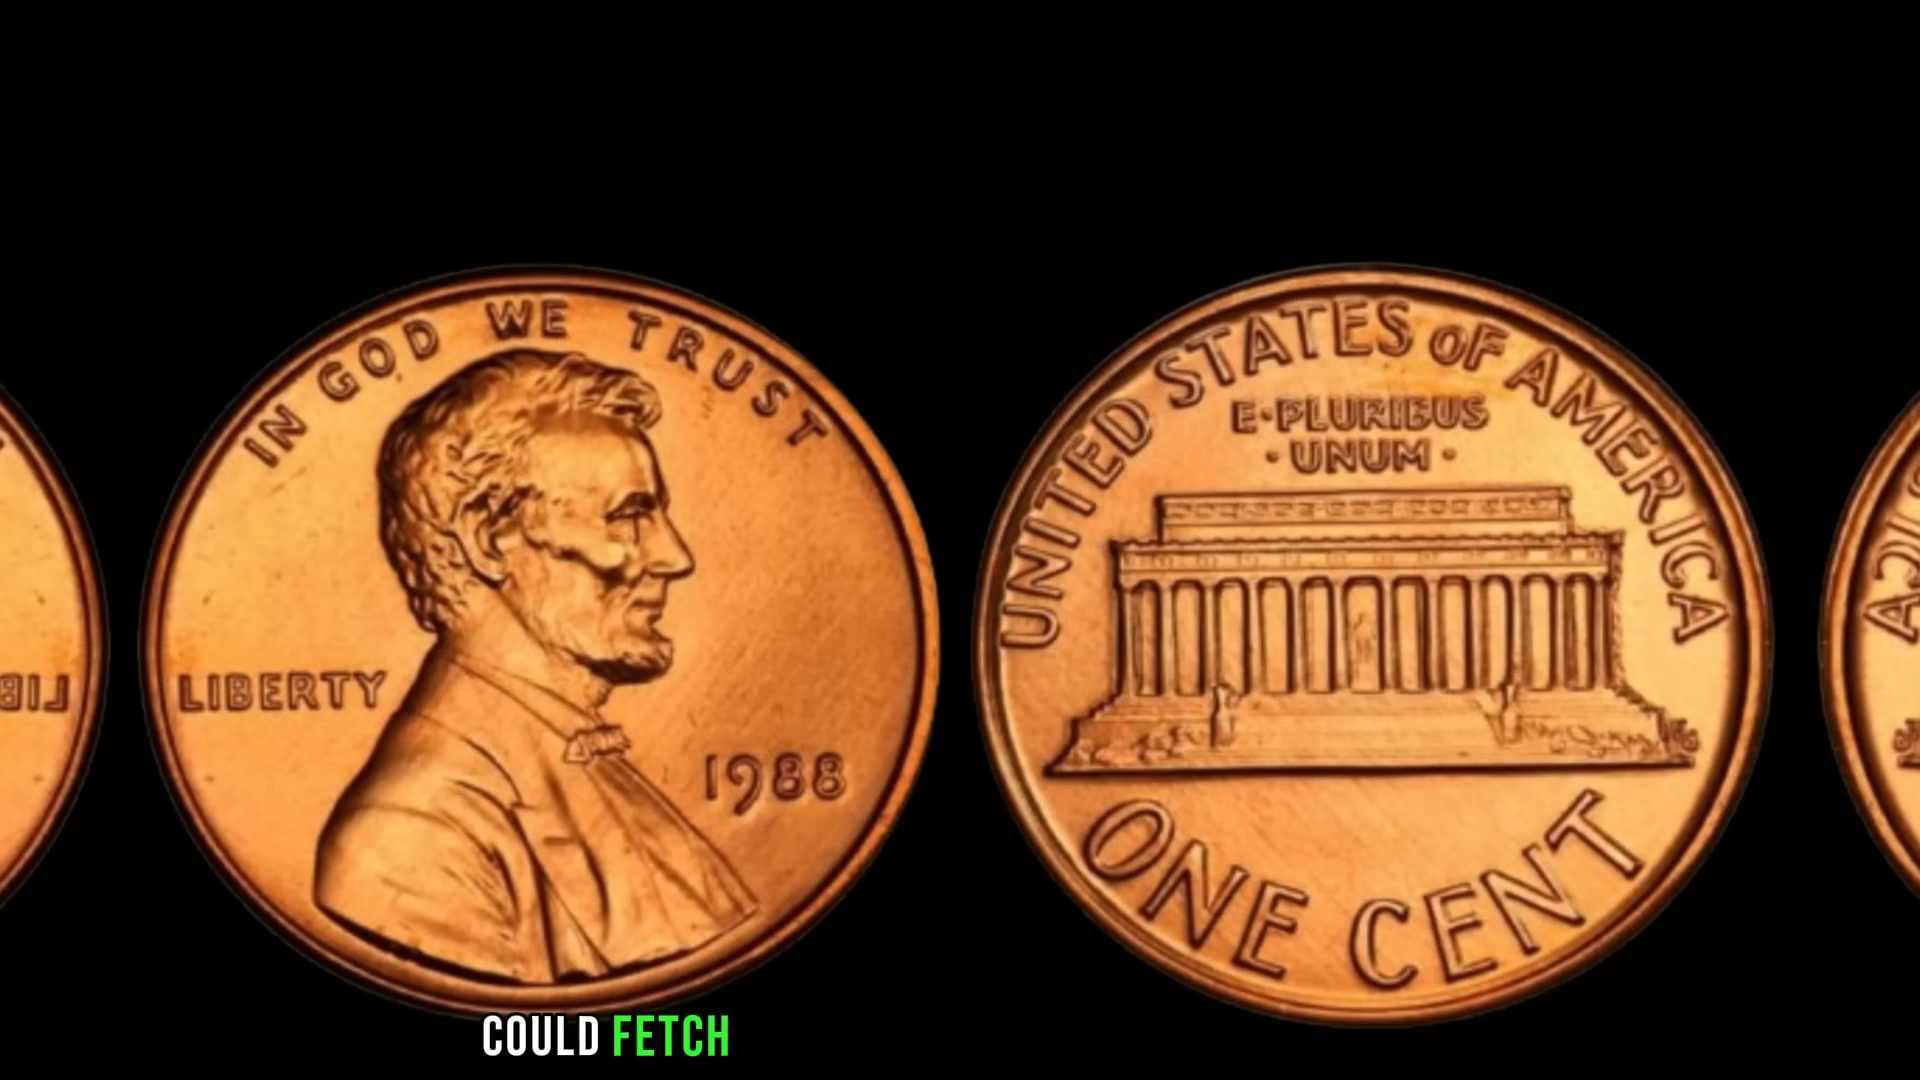 IN GOD WE TRUST
LIBERTY
1988
UNITED STATES OF AMERICA
E·PLURIBUS
·UNUM·
ONE CENT
COULD FETCH